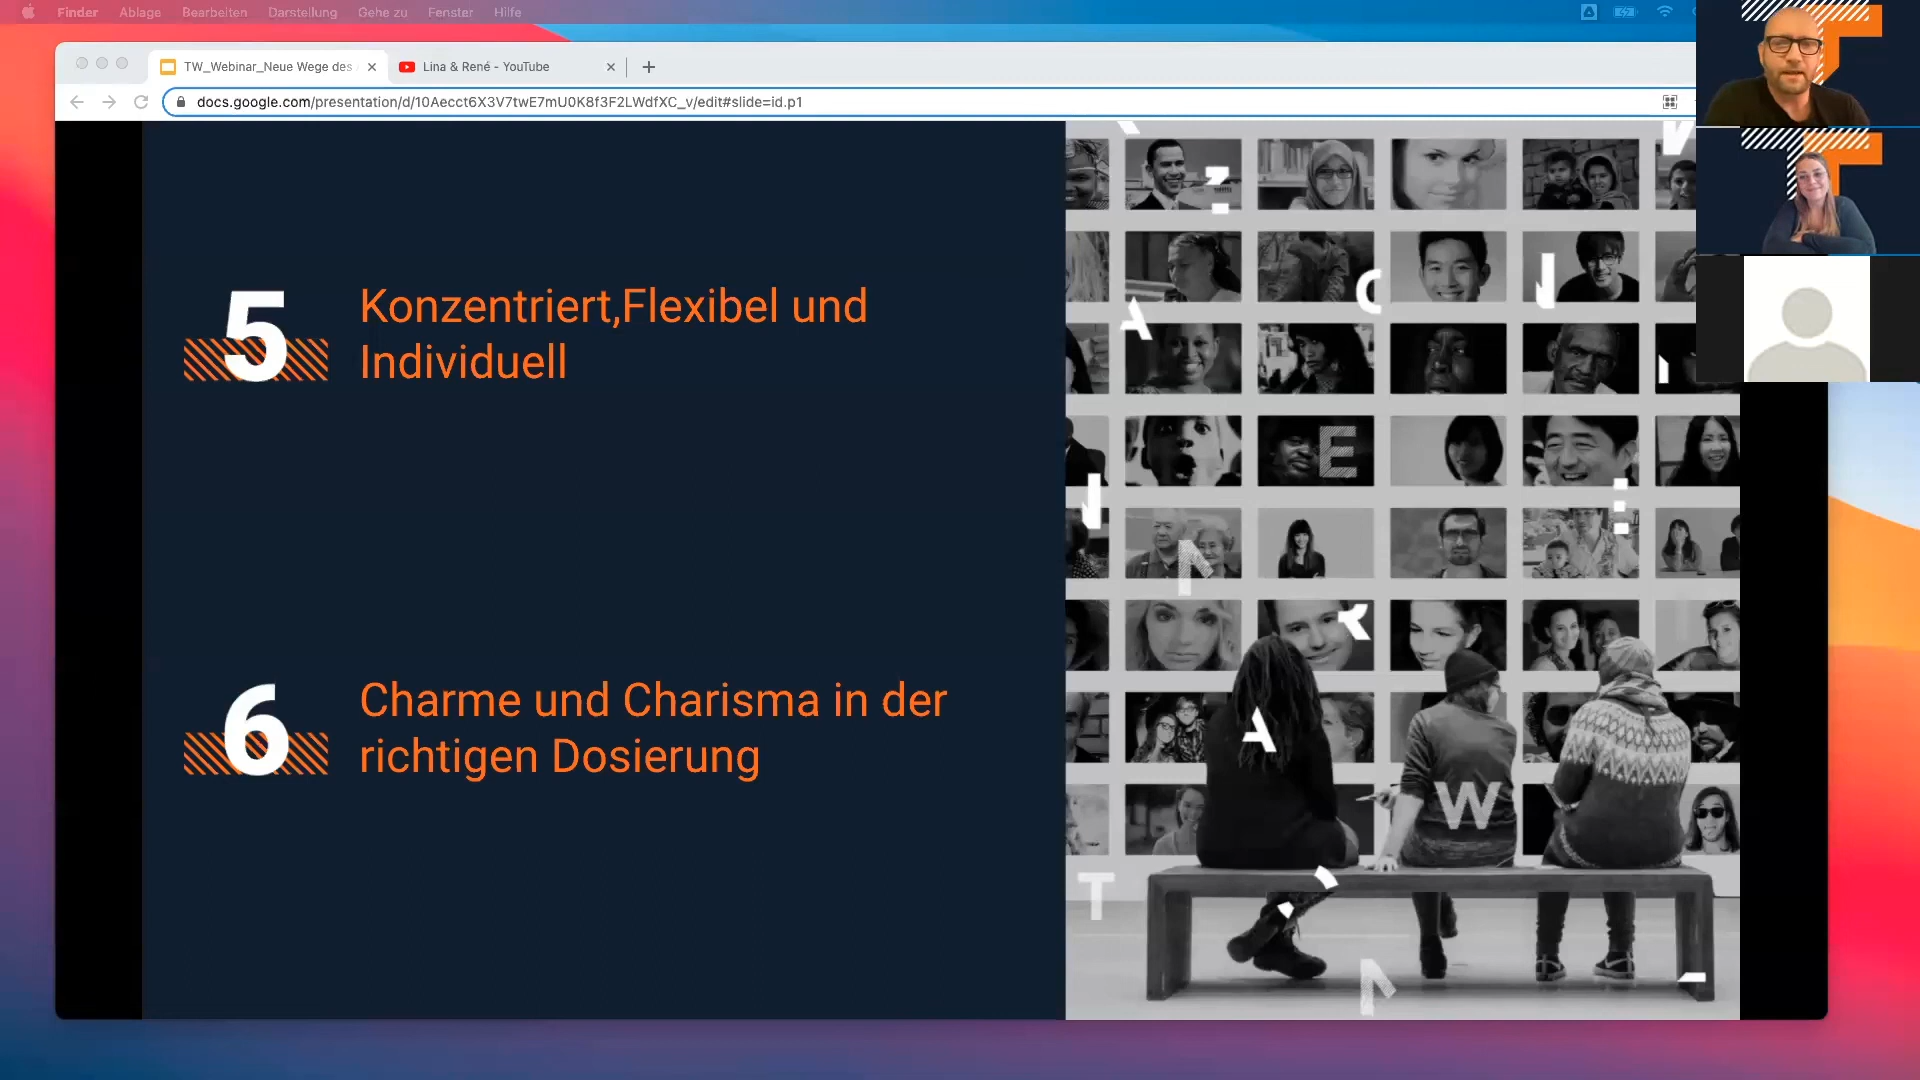 Finder Ablage Bearbeiten Darstellung Gehe zu Fenster Hilfe
TW_Webinar_Neue Wege des
Lina & René - YouTube
docs.google.com/presentation/d/10Aecct6X3V7twE7mU0K8f3F2LWdfXC_v/edit#slide=id.p1
5
Konzentriert,Flexibel und
Individuell
6
Charme und Charisma in der
richtigen Dosierung
A
E
A
W
T